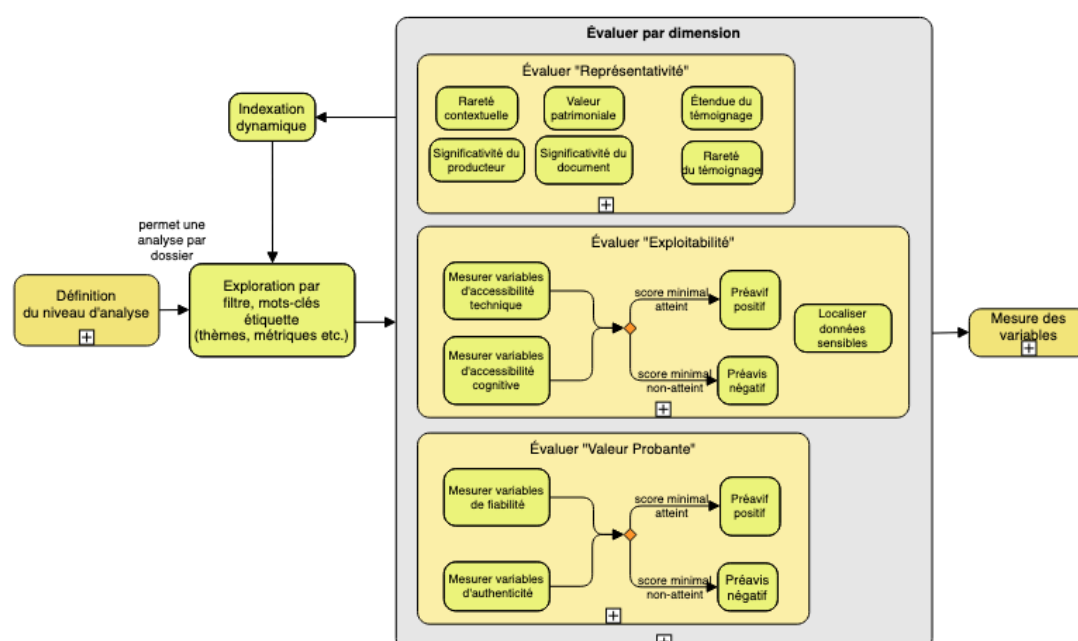 Évaluer par dimension
Évaluer "Représentativité"
Rareté
contextuelle
Valeur
patrimoniale
Étendue du
témoignage
Significativité du
producteur
Significativité du
document
Rareté
du témoignage
Indexation
dynamique
permet une
analyse par
dossier
Définition
du niveau d'analyse
Exploration par
filtre, mots-clés
étiquette
(thèmes, métriques etc.)
Évaluer "Exploitabilité"
Mesurer variables
d'accessibilité
technique
Mesurer variables
d'accessibilité
cognitive
score minimal
atteint
Préavif
positif
score minimal
non-atteint
Préavis
négatif
Localiser
données
sensibles
Mesure des
variables
Évaluer "Valeur Probante"
Mesurer variables
de fiabilité
Mesurer variables
d'authenticité
score minimal
atteint
Préavif
positif
score minimal
non-atteint
Préavis
négatif